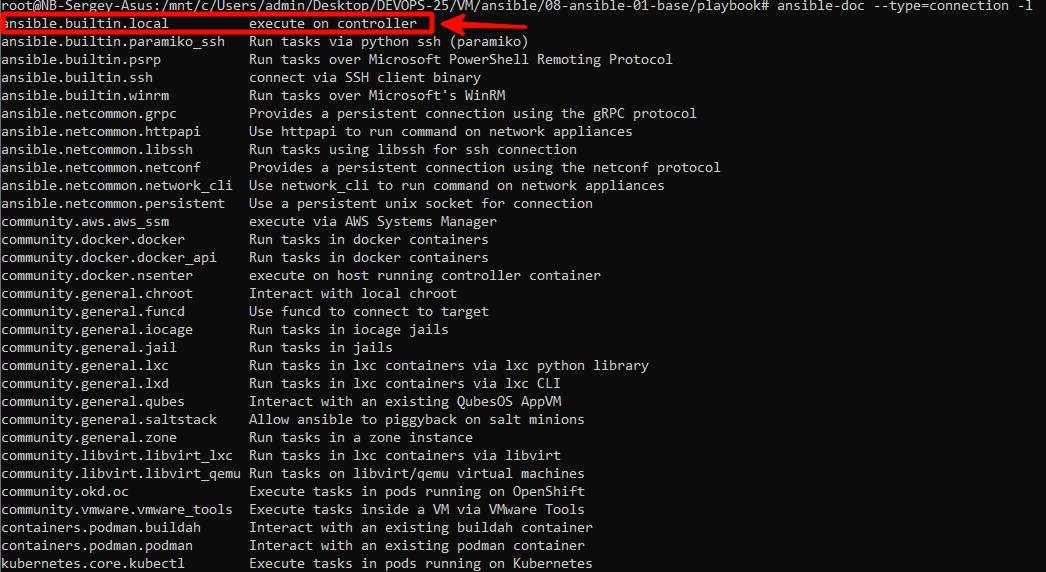 root@NB-Sergey-Asus:/mnt/c/Users/admin/Desktop/DEVOPS-25/VM/ansible/08-ansible-01-base/playbook# ansible-doc --type=connection -l
ansible.builtin.local execute on controller
ansible.builtin.paramiko_ssh Run tasks via python ssh (paramiko)
ansible.builtin.psrp Run tasks over Microsoft PowerShell Remoting Protocol
ansible.builtin.ssh connect via SSH client binary
ansible.builtin.winrm Run tasks over Microsoft's WinRM
ansible.netcommon.grpc Provides a persistent connection using the gRPC protocol
ansible.netcommon.httpapi Use httpapi to run command on network appliances
ansible.netcommon.libssh Run tasks using libssh for ssh connection
ansible.netcommon.netconf Provides a persistent connection using the netconf protocol
ansible.netcommon.network_cli Use network_cli to run command on network appliances
ansible.netcommon.persistent Use a persistent unix socket for connection
community.aws.aws_ssm execute via AWS Systems Manager
community.docker.docker Run tasks in docker containers
community.docker.docker_api Run tasks in docker containers
community.docker.nsenter execute on host running controller container
community.general.chroot Interact with local chroot
community.general.funcd Use funcd to connect to target
community.general.iocage Run tasks in iocage jails
community.general.jail Run tasks in jails
community.general.lxc Run tasks in lxc containers via lxc python library
community.general.lxd Run tasks in lxc containers via lxc CLI
community.general.qubes Interact with an existing QubesOS AppVM
community.general.saltstack Allow ansible to piggyback on salt minions
community.general.zone Run tasks in a zone instance
community.libvirt.libvirt_lxc Run tasks in lxc containers via libvirt
community.libvirt.libvirt_qemu Run tasks on libvirt/qemu virtual machines
community.okd.oc Execute tasks in pods running on OpenShift
community.vmware.vmware_tools Execute tasks inside a VM via VMware Tools
containers.podman.buildah Interact with an existing buildah container
containers.podman.podman Interact with an existing podman container
kubernetes.core.kubectl Execute tasks in pods running on Kubernetes